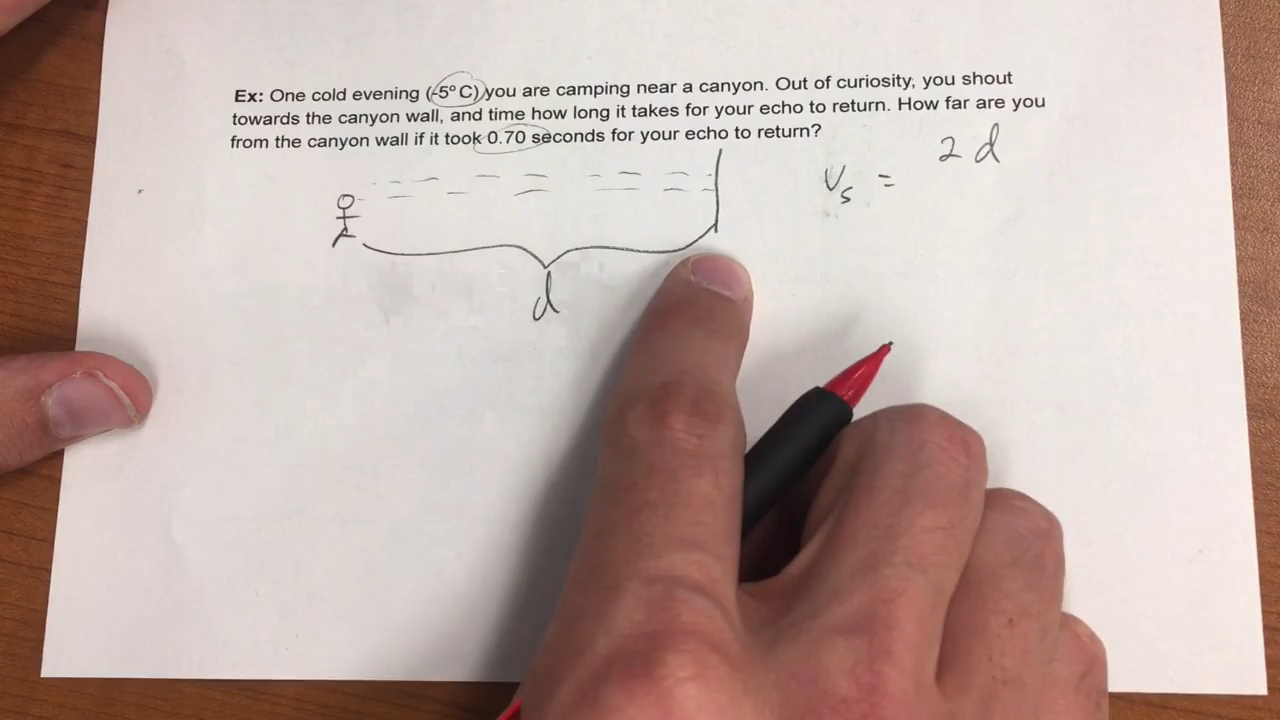 Ex: One cold evening (-5° C) you are camping near a canyon. Out of curiosity, you shout
towards the canyon wall, and time how long it takes for your echo to return. How far are you
from the canyon wall if it took 0.70 seconds for your echo to return?
2 d
Vs =
d